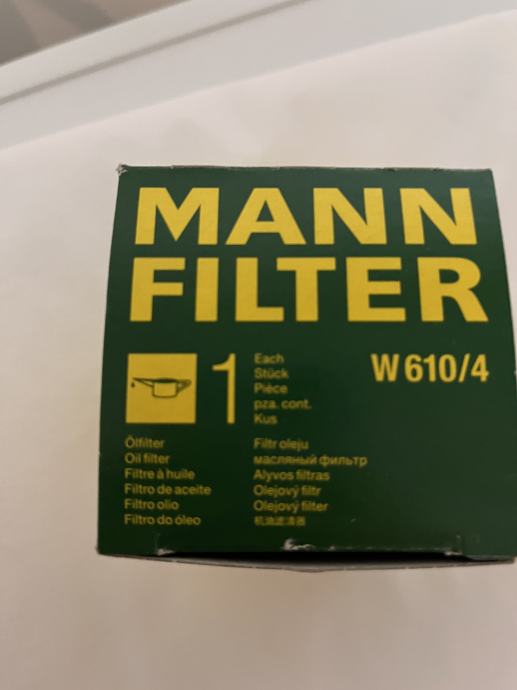 MANN
FILTER
1
Each
Stück
Pièce
pza. cont.
Kus
W 610/4
Ölfilter
Oil filter
Filtre à huile
Filtro de aceite
Filtro olio
Filtro do óleo
Filtr oleju
масляный фильтр
Alyvos filtras
Olejový filtr
Olejový filter
机油滤清器